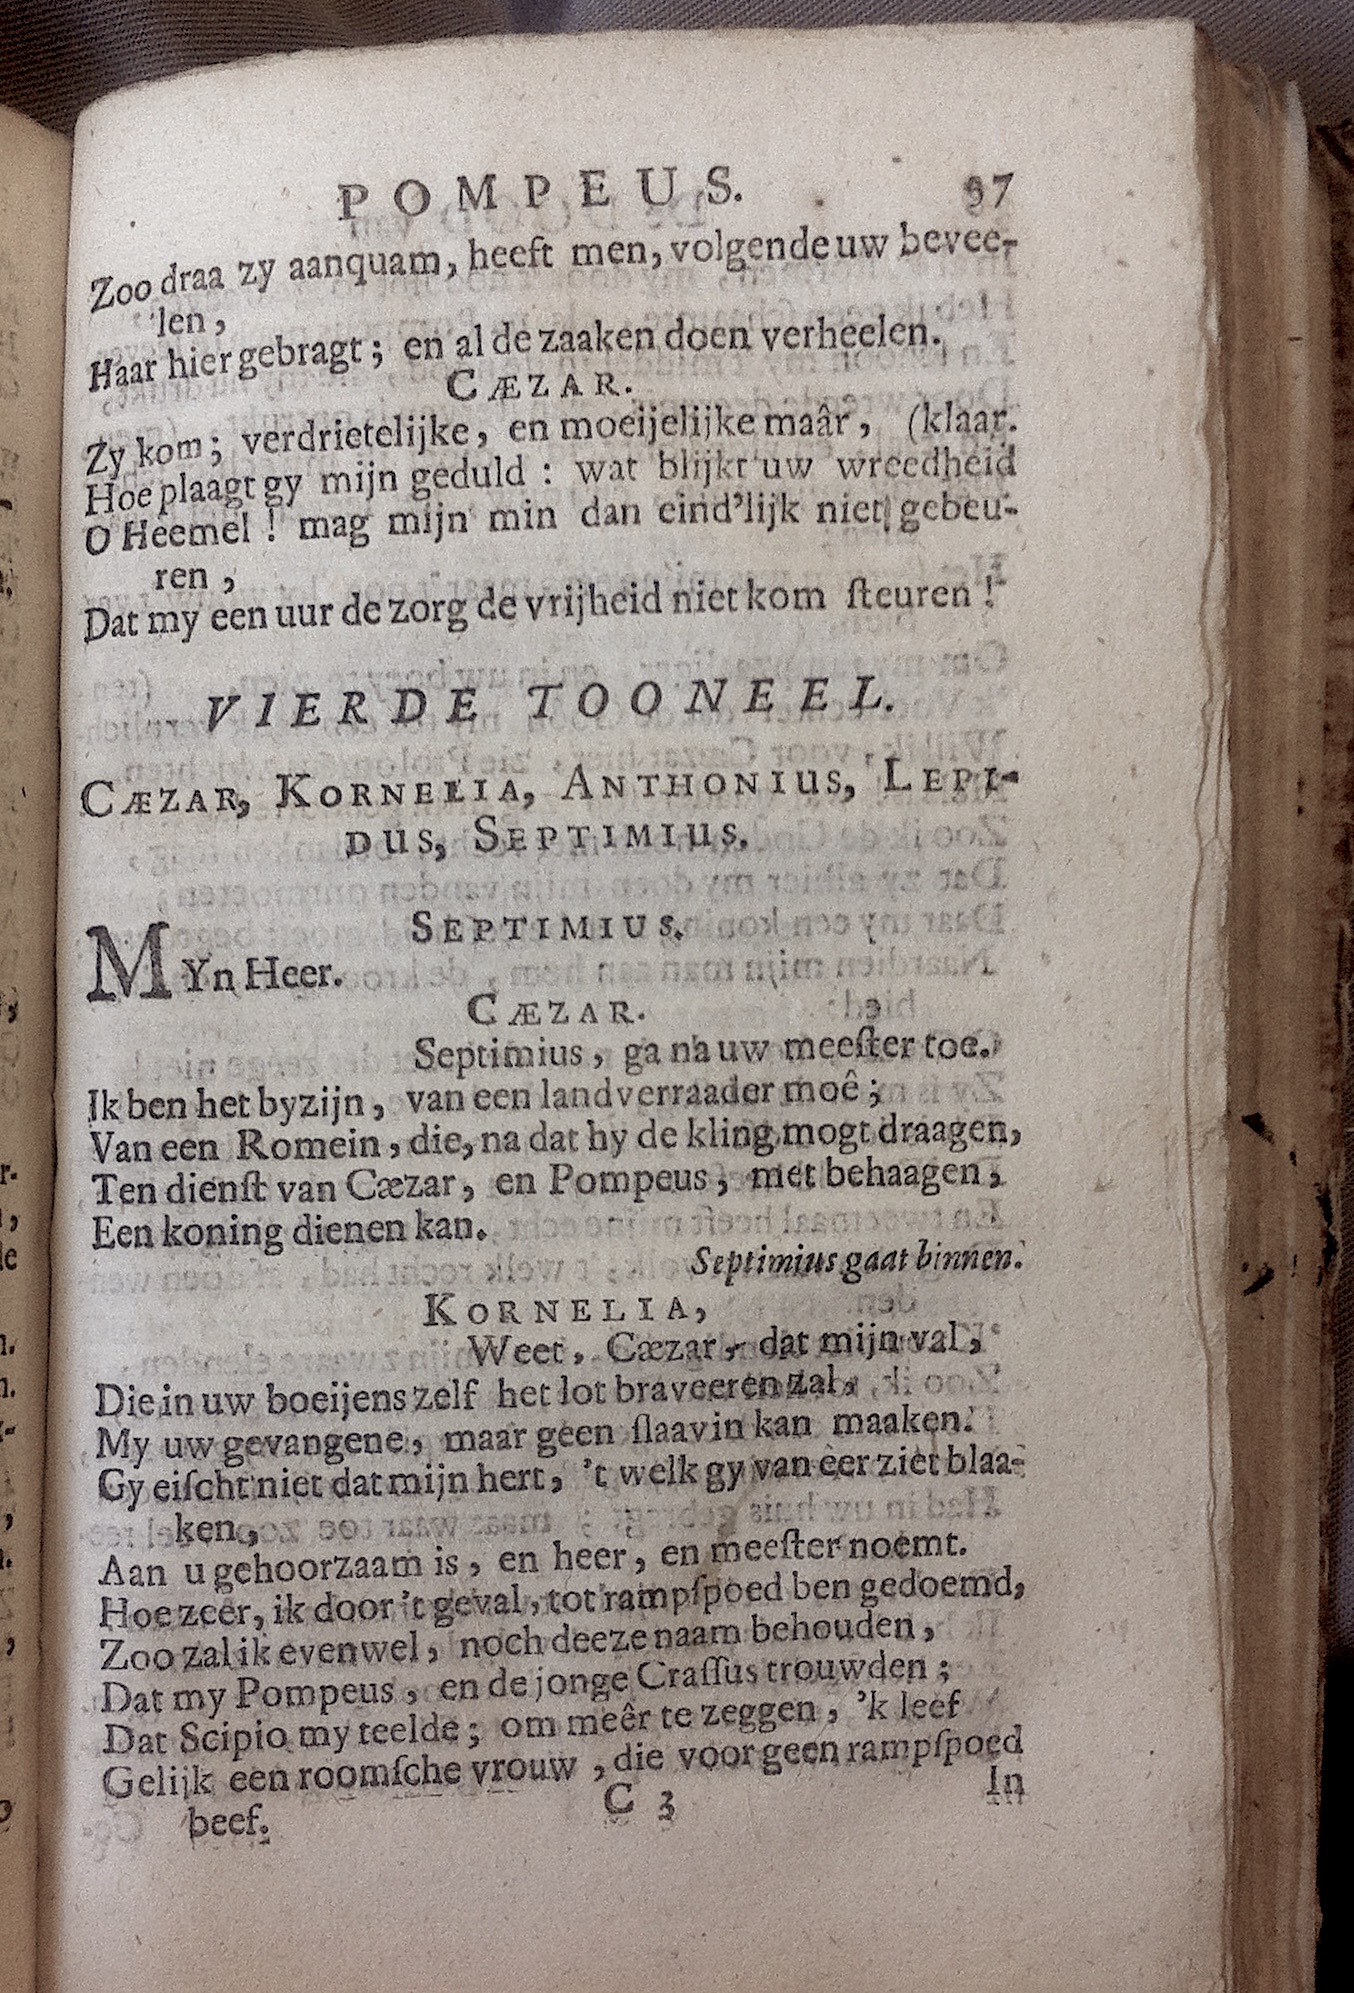 POMPEUS. 97
Zoo draa zy aanquam, heeft men, volgende uw bevee-
len,
Haar hier gebragt; en al de zaaken doen verheelen.
CÆZAR.
Zy kom; verdrietelijke, en moeijelijke maâr, (klaar.
Hoe plaagt gy mijn geduld: wat blijkt uw wreedheid
O Heemel! mag mijn min dan eind'lijk niet gebeu-
ren,
Dat my een uur de zorg de vrijheid niet kom ſteuren!
VIERDE TOONEEL.
CÆZAR, KORNELIA, ANTHONIUS, LEPI-
DUS, SEPTIMIUS.
SEPTIMIUS.
MYn Heer.
CÆZAR.
Septimius, ga na uw meeſter toe.
Ik ben het byzijn, van een landverraader moê;
Van een Romein, die, na dat hy de kling mogt draagen,
Ten dienſt van Cæzar, en Pompeus, met behaagen,
Een koning dienen kan.
Septimius gaat binnen.
KORNELIA,
Weet, Cæzar, dat mijn val,
Die in uw boeijens zelf het lot braveeren zal,
My uw gevangene, maar geen ſlaavin kan maaken.
Gy eiſcht niet dat mijn hert, 't welk gy van eer ziet blaa-
ken,
Aan u gehoorzaam is, en heer, en meeſter noemt.
Hoe zeer, ik door 't geval, tot rampſpoed ben gedoemd,
Zoo zal ik evenwel, noch deeze naam behouden,
Dat my Pompeus, en de jonge Craſſus trouwden;
Dat Scipio my teelde; om meêr te zeggen, 'k leef
Gelijk een roomſche vrouw, die voor geen rampſpoed
beef.
C 3 In